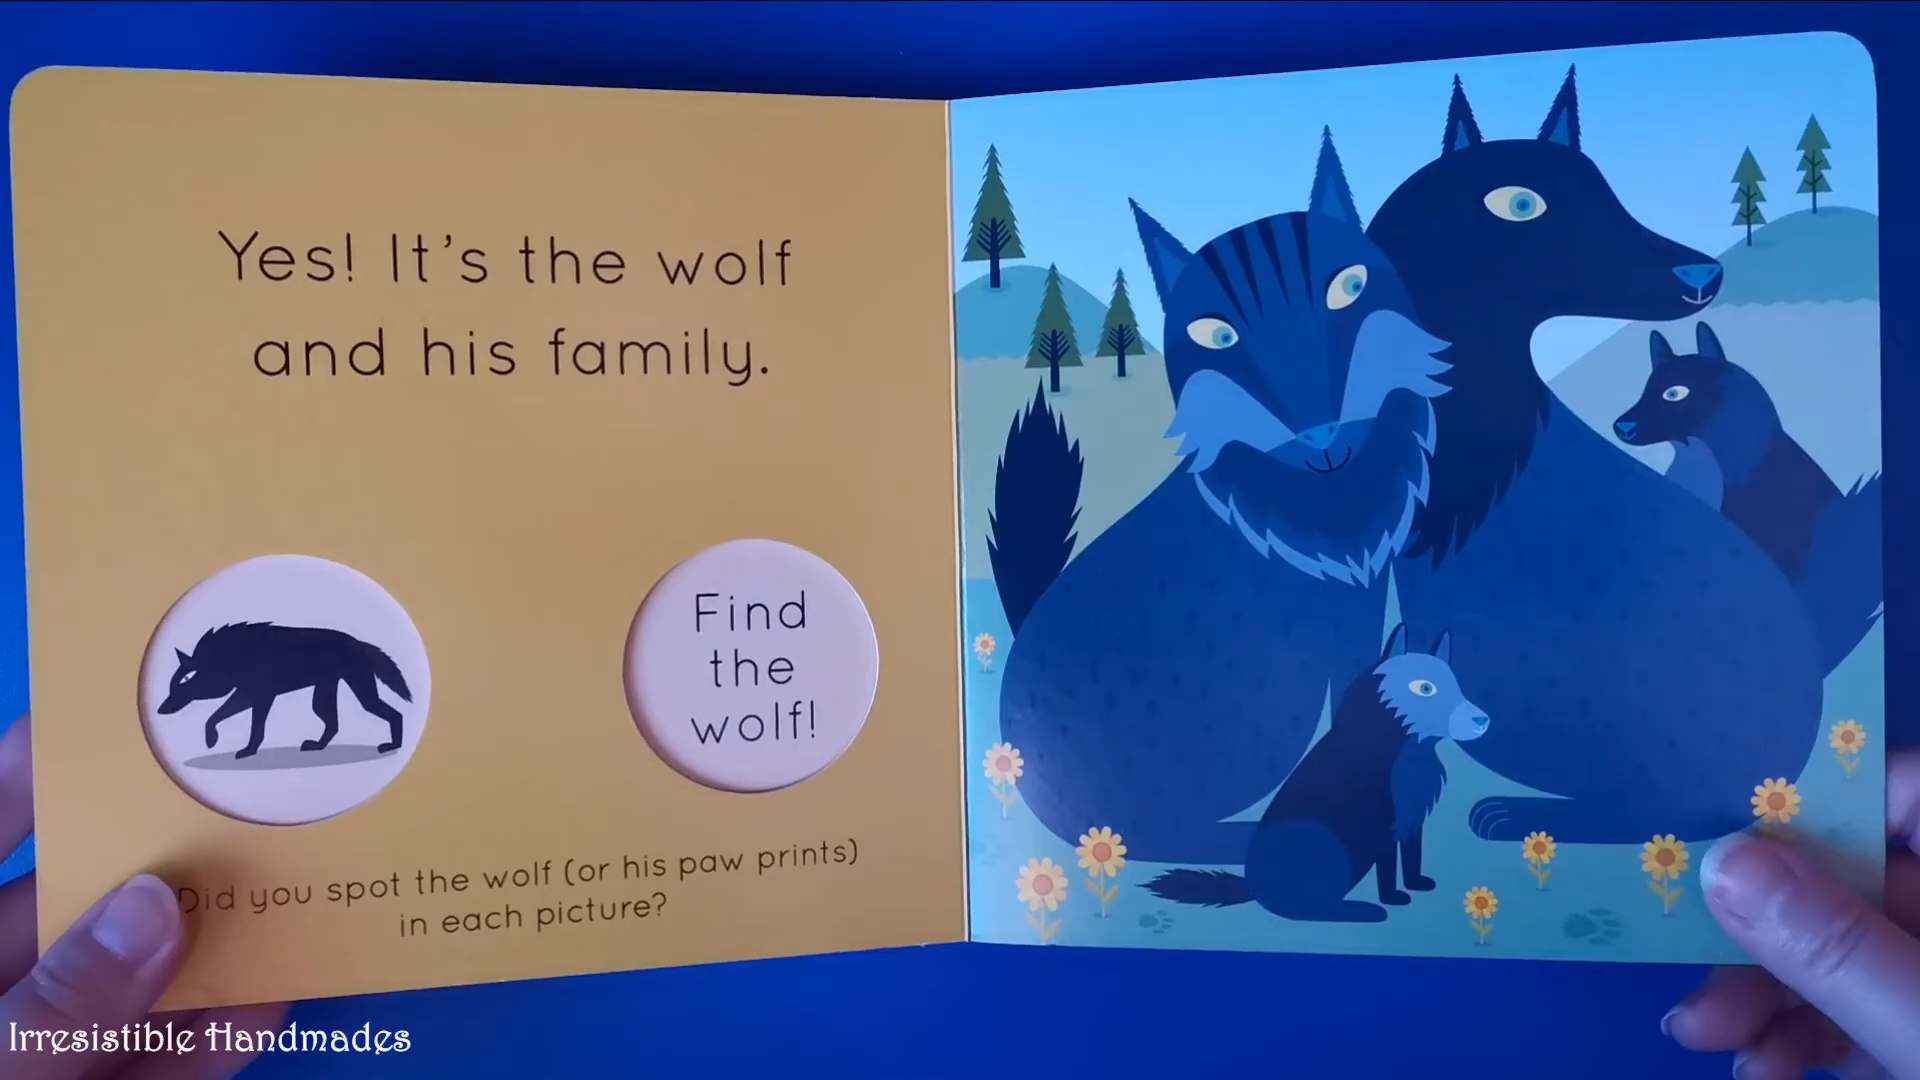 Yes! It's the wolf
and his family.
Find
the
wolf!
Did you spot the wolf (or his paw prints)
in each picture?
Irresistible Handmades